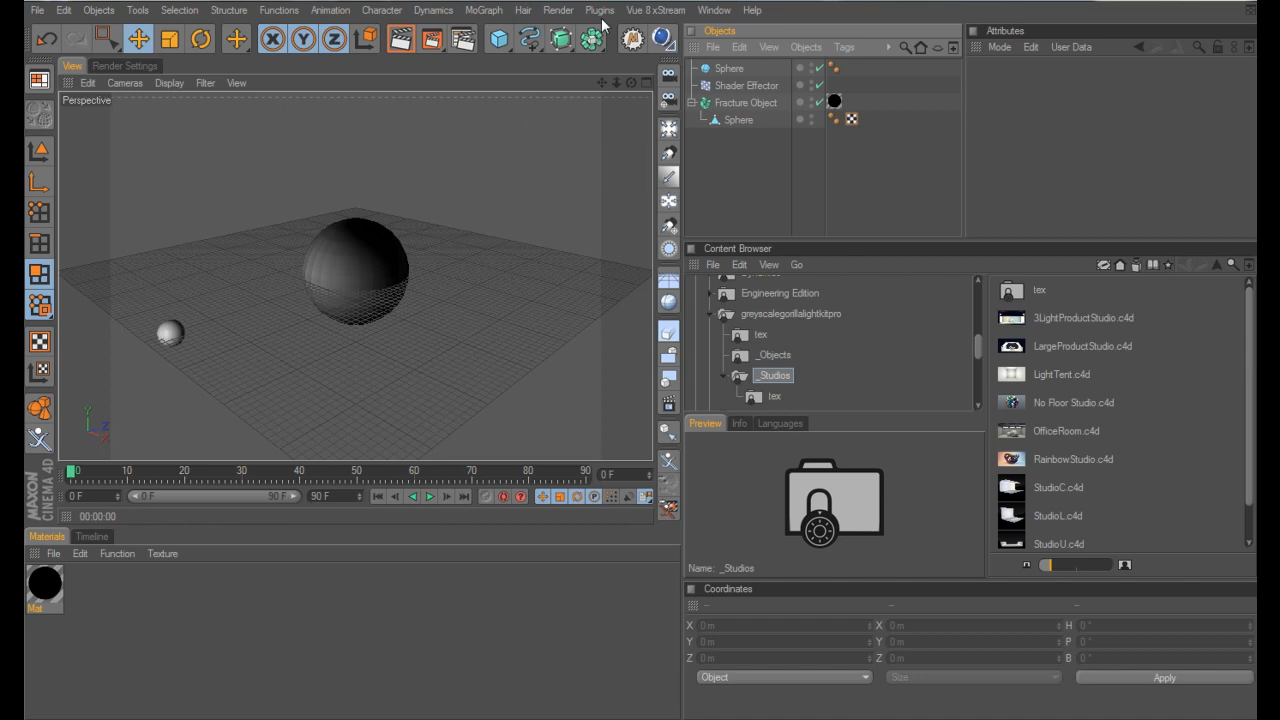 File Edit Objects Tools Selection Structure Functions Animation Character Dynamics MoGraph Hair Render Plugins Vue 8 xStream Window Help
X Y Z
View Render Settings
Edit Cameras Display Filter View
Perspective
Y
Z
X
0 10 20 30 40 50 60 70 80 90
0 F
0 F
0 F
90 F
90 F
00:00:00
MAXON
CINEMA 4D
Materials Timeline
File Edit Function Texture
Mat
Objects
File Edit View Objects Tags
Sphere
Shader Effector
Fracture Object
Sphere
Attributes
Mode Edit User Data
Content Browser
File Edit View Go
Engineering Edition
greyscalegorillalightkitpro
tex
_Objects
_Studios
tex
tex
3LightProductStudio.c4d
LargeProductStudio.c4d
LightTent.c4d
No Floor Studio.c4d
OfficeRoom.c4d
RainbowStudio.c4d
StudioC.c4d
StudioL.c4d
StudioU.c4d
Preview Info Languages
Name: _Studios
Coordinates
-- -- --
X 0 m X 0 m H 0 °
Y 0 m Y 0 m P 0 °
Z 0 m Z 0 m B 0 °
Object Size Apply